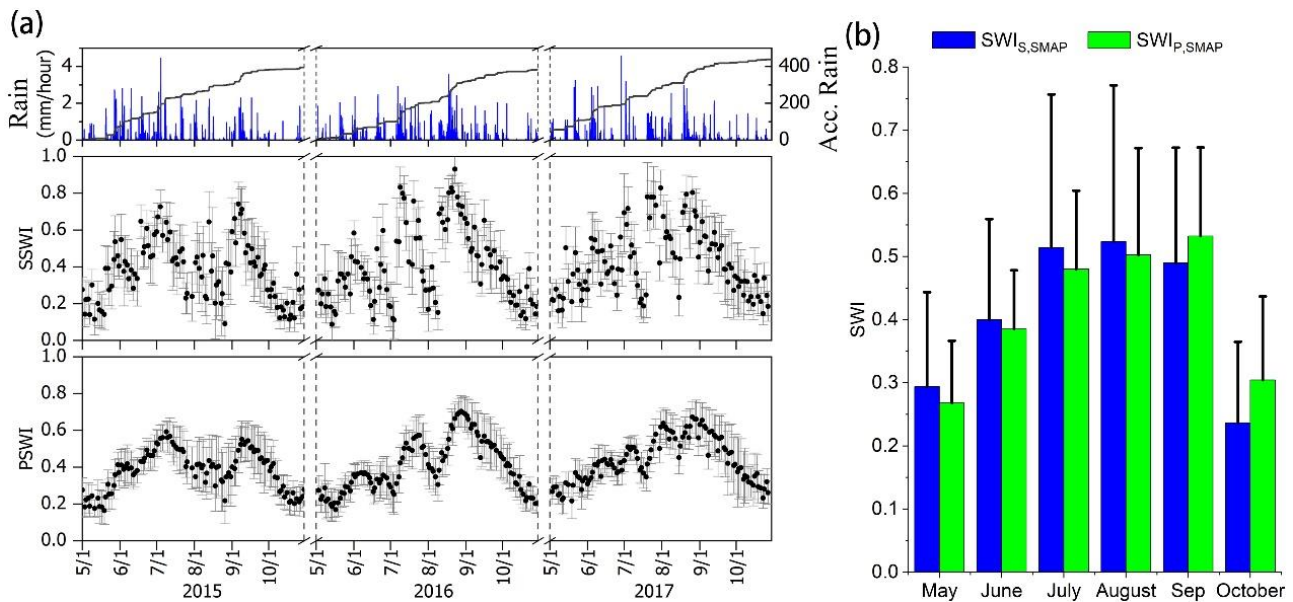 (a)
Rain
(mm/hour)
4
2
0
400
200
0
Acc. Rain
SSWI
1.0
0.8
0.6
0.4
0.2
0.0
PSWI
1.0
0.8
0.6
0.4
0.2
0.0
5/1 6/1 7/1 8/1 9/1 10/1 5/1 6/1 7/1 8/1 9/1 10/1 5/1 6/1 7/1 8/1 9/1 10/1
2015 2016 2017
(b)
SWI S,SMAP SWI P,SMAP
SWI
0.8
0.7
0.6
0.5
0.4
0.3
0.2
0.1
0.0
May June July August Sep October